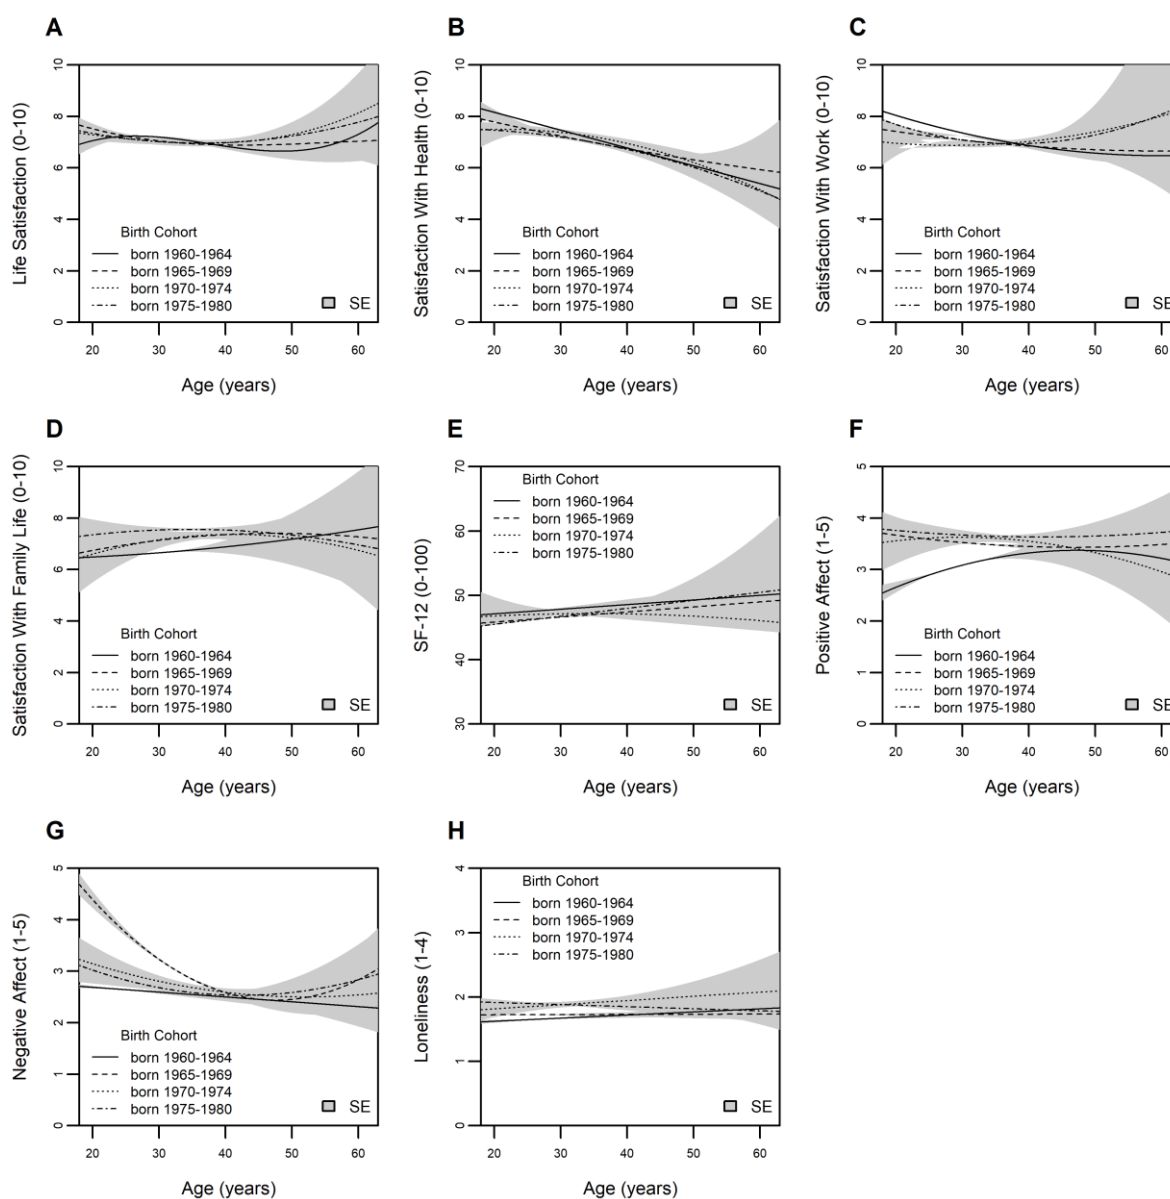 A
Life Satisfaction (0-10)
0
2
4
6
8
10
Birth Cohort
born 1960-1964
born 1965-1969
born 1970-1974
born 1975-1980
SE
20
30
40
50
60
Age (years)
B
Satisfaction With Health (0-10)
0
2
4
6
8
10
Birth Cohort
born 1960-1964
born 1965-1969
born 1970-1974
born 1975-1980
SE
20
30
40
50
60
Age (years)
C
Satisfaction With Work (0-10)
0
2
4
6
8
10
Birth Cohort
born 1960-1964
born 1965-1969
born 1970-1974
born 1975-1980
SE
20
30
40
50
60
Age (years)
D
Satisfaction With Family Life (0-10)
0
2
4
6
8
10
Birth Cohort
born 1960-1964
born 1965-1969
born 1970-1974
born 1975-1980
SE
20
30
40
50
60
Age (years)
E
SF-12 (0-100)
30
40
50
60
70
Birth Cohort
born 1960-1964
born 1965-1969
born 1970-1974
born 1975-1980
SE
20
30
40
50
60
Age (years)
F
Positive Affect (1-5)
0
1
2
3
4
5
Birth Cohort
born 1960-1964
born 1965-1969
born 1970-1974
born 1975-1980
SE
20
30
40
50
60
Age (years)
G
Negative Affect (1-5)
0
1
2
3
4
5
Birth Cohort
born 1960-1964
born 1965-1969
born 1970-1974
born 1975-1980
SE
20
30
40
50
60
Age (years)
H
Loneliness (1-4)
0
1
2
3
4
Birth Cohort
born 1960-1964
born 1965-1969
born 1970-1974
born 1975-1980
SE
20
30
40
50
60
Age (years)